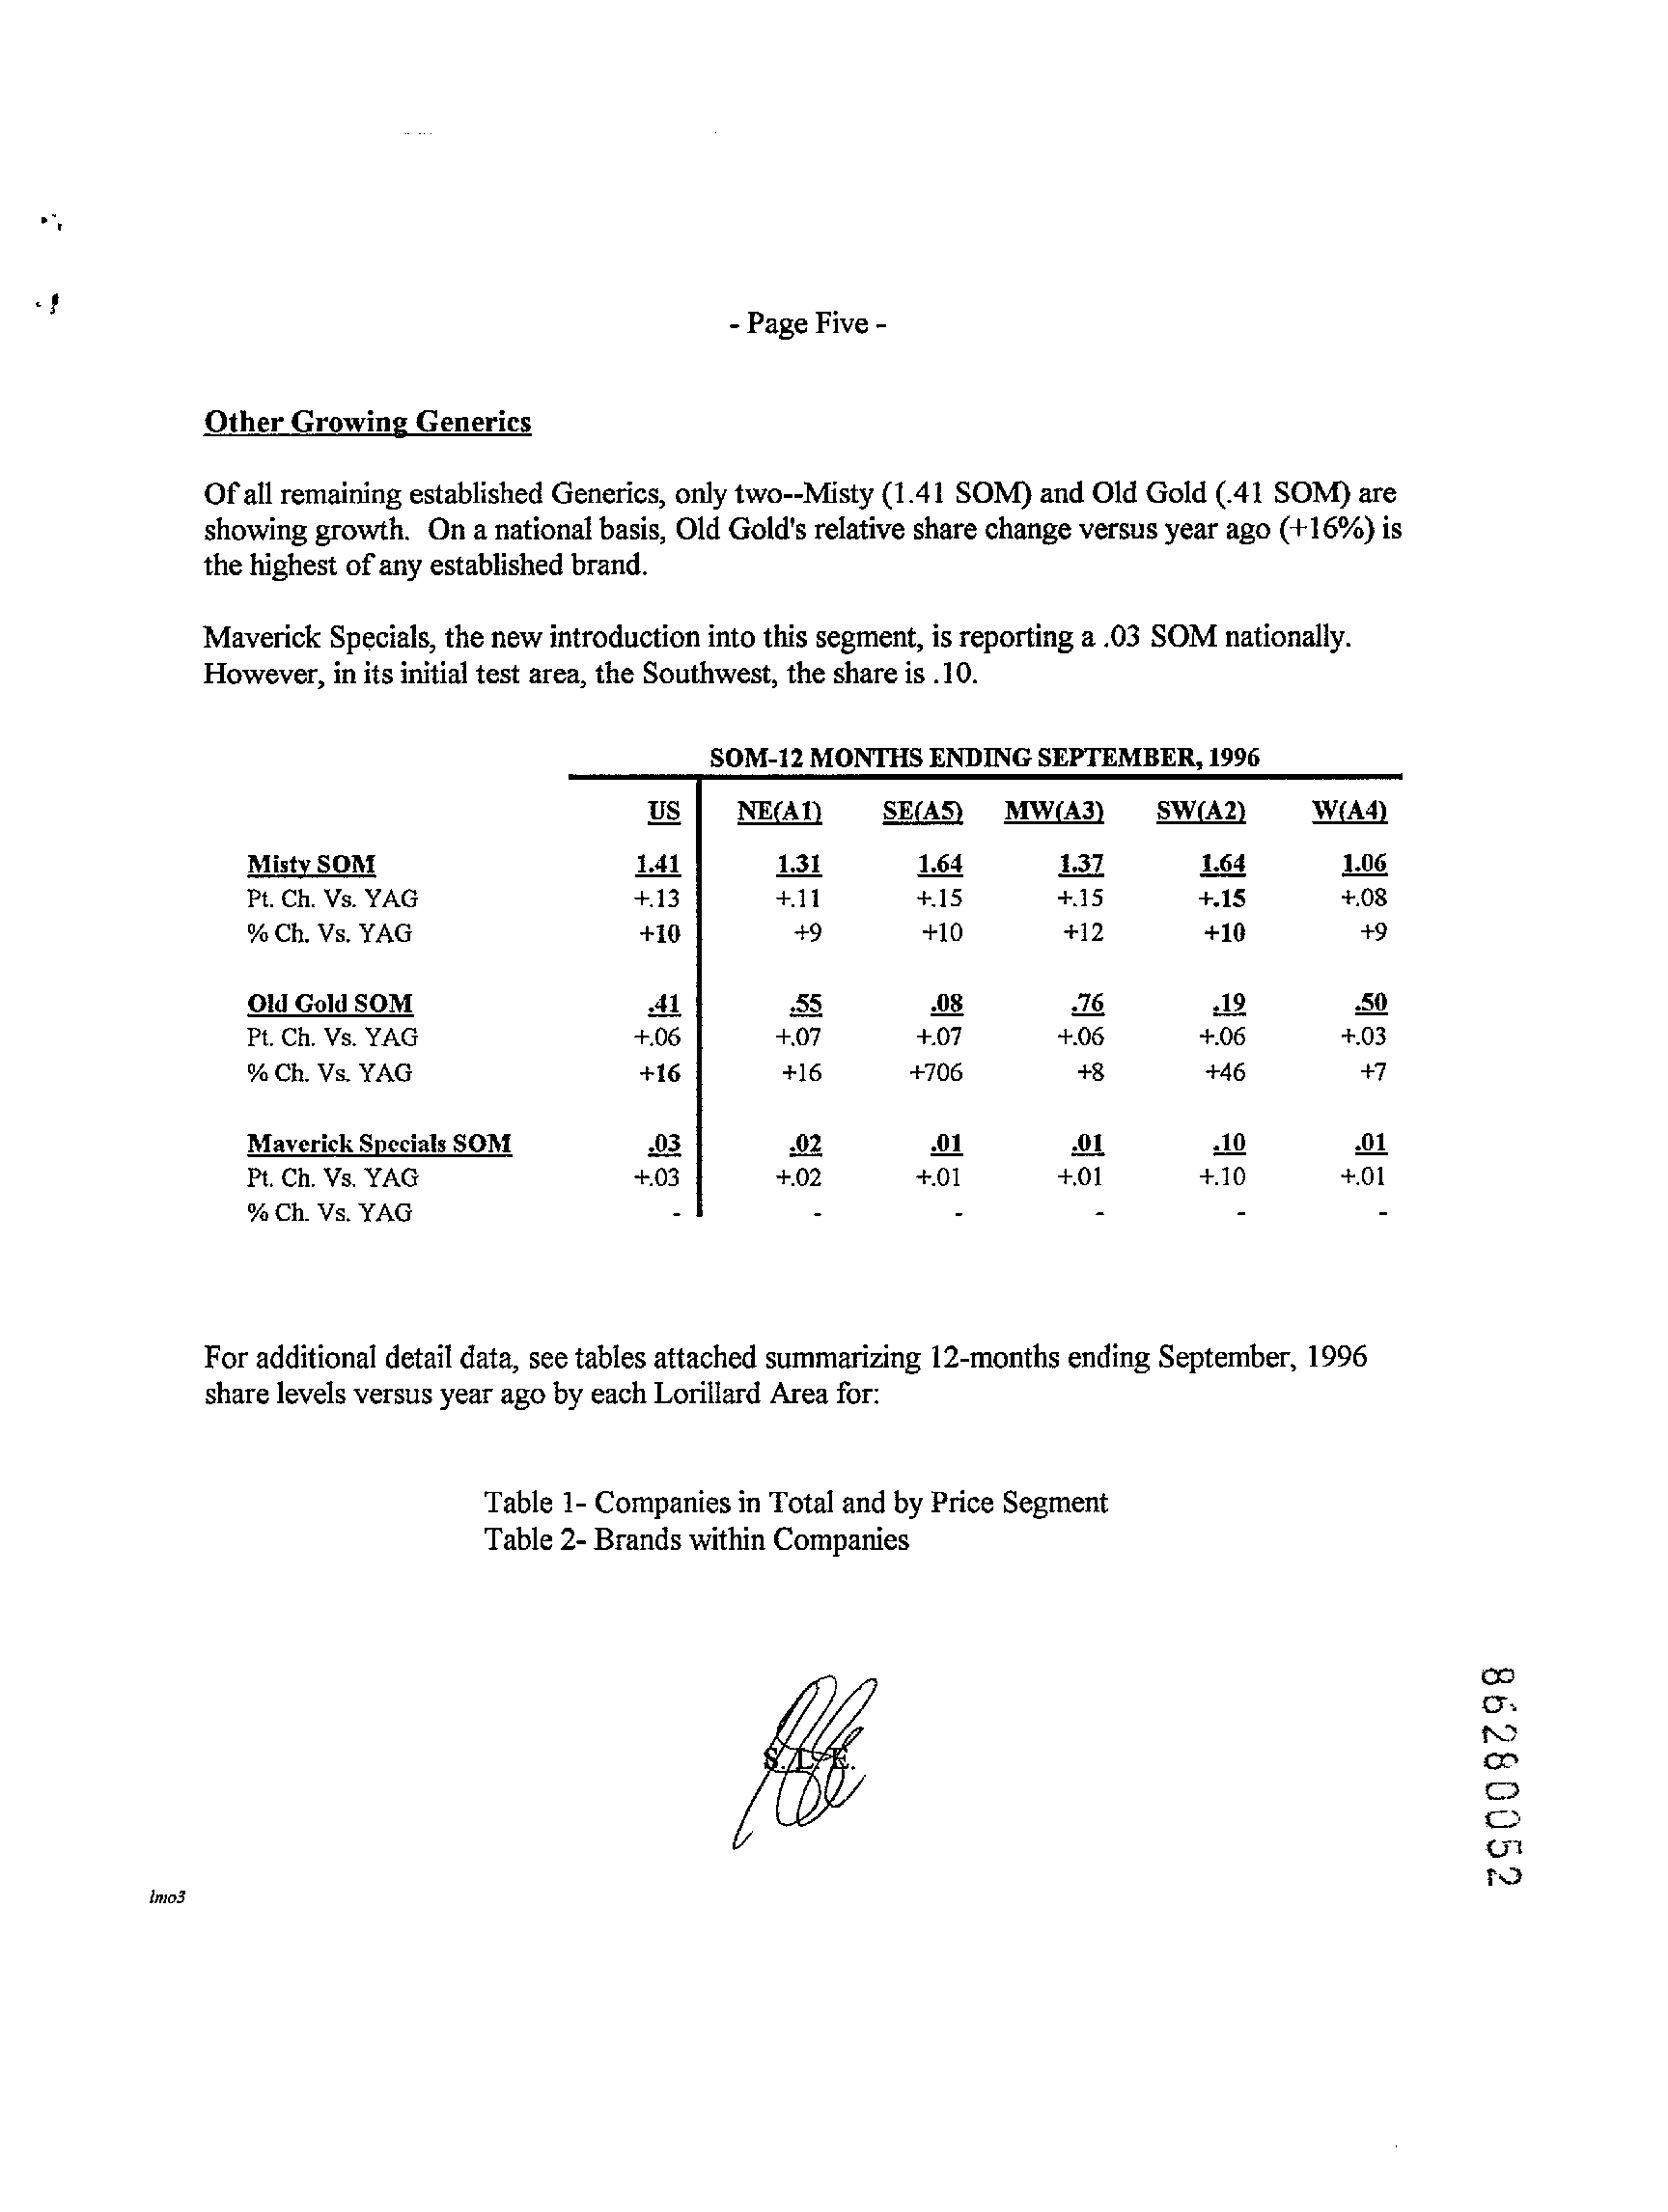 - Page Five -
Other Growing Generics
Of all remaining established Generics, only two--Misty (1.41 SOM) and Old Gold (.41 SOM) are
showing growth. On a national basis, Old Gold's relative share change versus year ago (+16%) is
the highest of any established brand.
Maverick Specials, the new introduction into this segment, is reporting a .03 SOM nationally.
However, in its initial test area, the Southwest, the share is .10.
SOM-12 MONTHS ENDING SEPTEMBER, 1996
US NE(A1) SE(A5) MW(A3) SW(A2) W(A4)
Misty SOM 1.41 1.31 1.64 1.37 1.64 1.06
Pt. Ch. Vs. YAG +.13 +.11 +.15 +.15 +.15 +.08
% Ch. Vs. YAG +10 +9 +10 +12 +10 +9
Old Gold SOM .41 .55 .08 .76 .19 .50
Pt. Ch. Vs. YAG +.06 +.07 +.07 +.06 +.06 +.03
% Ch. Vs. YAG +16 +16 +706 +8 +46 +7
Maverick Specials SOM .03 .02 .01 .01 .10 .01
Pt. Ch. Vs. YAG +.03 +.02 +.01 +.01 +.10 +.01
% Ch. Vs. YAG - - - - - -
For additional detail data, see tables attached summarizing 12-months ending September, 1996
share levels versus year ago by each Lorillard Area for:
Table 1- Companies in Total and by Price Segment
Table 2- Brands within Companies
S. L. E.
86280052
lmo3